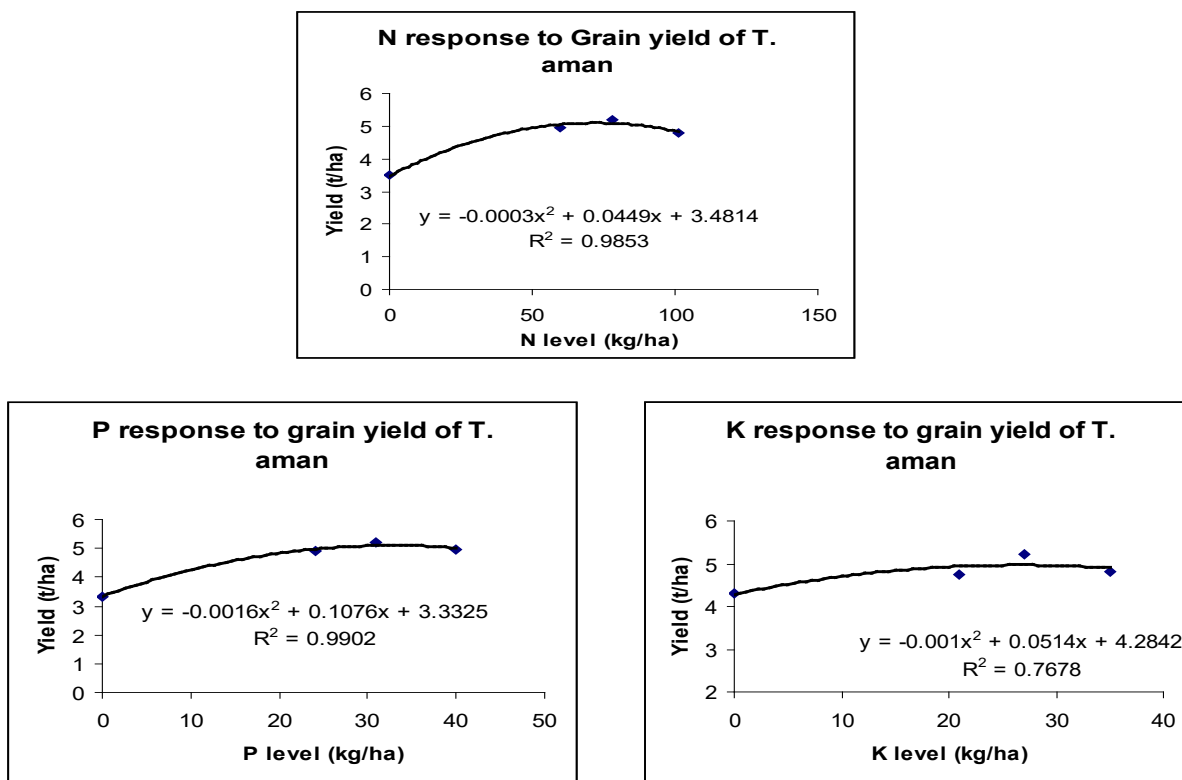 N response to Grain yield of T.
aman
6
5
4
3
2
1
0
Yield (t/ha)
y = -0.0003x² + 0.0449x + 3.4814
R² = 0.9853
0 50 100 150
N level (kg/ha)
P response to grain yield of T.
aman
6
5
4
3
2
1
0
Yield (t/ha)
y = -0.0016x² + 0.1076x + 3.3325
R² = 0.9902
0 10 20 30 40 50
P level (kg/ha)
K response to grain yield of T.
aman
6
5
4
3
2
Yield (t/ha)
y = -0.001x² + 0.0514x + 4.2842
R² = 0.7678
0 10 20 30 40
K level (kg/ha)